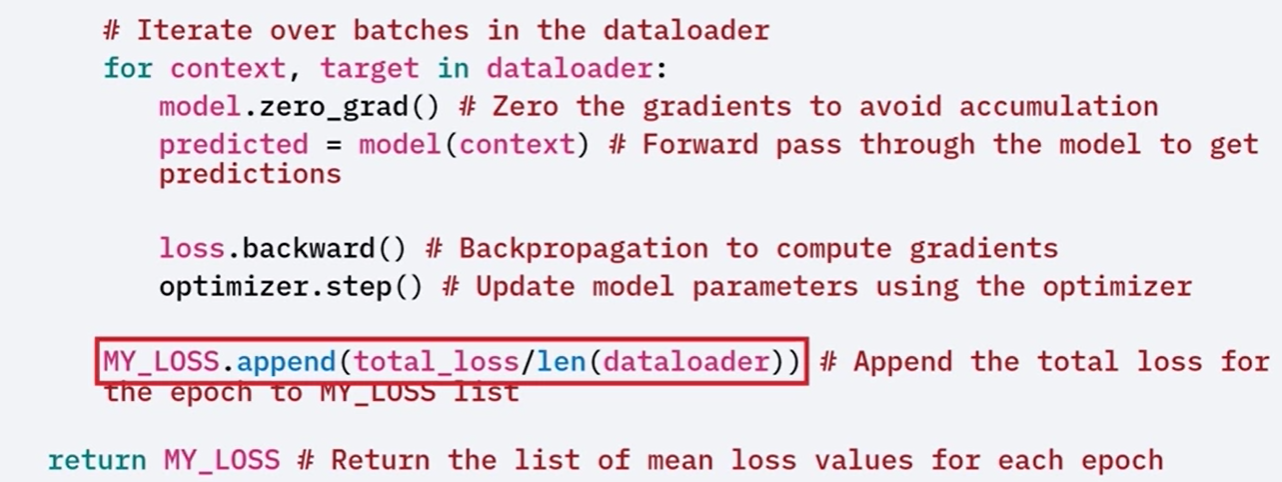 # Iterate over batches in the dataloader
for context, target in dataloader:
model.zero_grad() # Zero the gradients to avoid accumulation
predicted = model(context) # Forward pass through the model to get
predictions
loss.backward() # Backpropagation to compute gradients
optimizer.step() # Update model parameters using the optimizer
MY_LOSS.append(total_loss/len(dataloader)) # Append the total loss for
the epoch to MY_LOSS list
return MY_LOSS # Return the list of mean loss values for each epoch